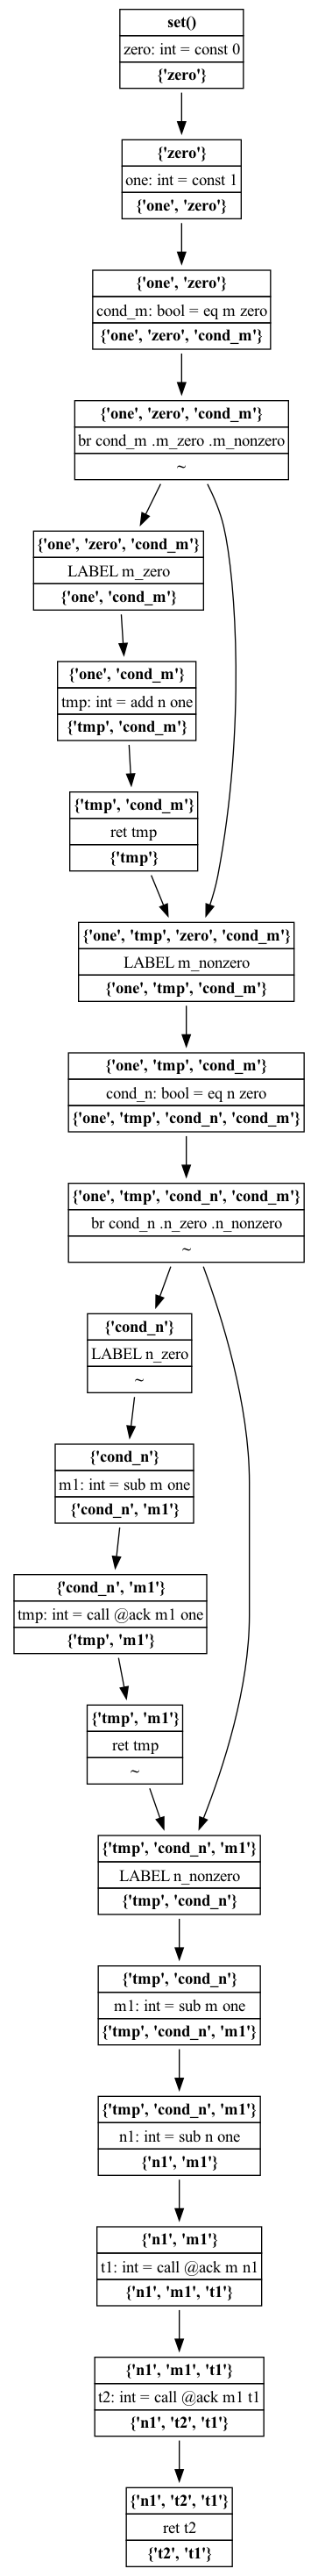 set()
zero: int = const 0
{'zero'}
{'zero'}
one: int = const 1
{'one', 'zero'}
{'one', 'zero'}
cond_m: bool = eq m zero
{'one', 'zero', 'cond_m'}
{'one', 'zero', 'cond_m'}
br cond_m .m_zero .m_nonzero
~
{'one', 'zero', 'cond_m'}
LABEL m_zero
{'one', 'cond_m'}
{'one', 'cond_m'}
tmp: int = add n one
{'tmp', 'cond_m'}
{'tmp', 'cond_m'}
ret tmp
{'tmp'}
{'one', 'tmp', 'zero', 'cond_m'}
LABEL m_nonzero
{'one', 'tmp', 'cond_m'}
{'one', 'tmp', 'cond_m'}
cond_n: bool = eq n zero
{'one', 'tmp', 'cond_n', 'cond_m'}
{'one', 'tmp', 'cond_n', 'cond_m'}
br cond_n .n_zero .n_nonzero
~
{'cond_n'}
LABEL n_zero
~
{'cond_n'}
m1: int = sub m one
{'cond_n', 'm1'}
{'cond_n', 'm1'}
tmp: int = call @ack m1 one
{'tmp', 'm1'}
{'tmp', 'm1'}
ret tmp
~
{'tmp', 'cond_n', 'm1'}
LABEL n_nonzero
{'tmp', 'cond_n'}
{'tmp', 'cond_n'}
m1: int = sub m one
{'tmp', 'cond_n', 'm1'}
{'tmp', 'cond_n', 'm1'}
n1: int = sub n one
{'n1', 'm1'}
{'n1', 'm1'}
t1: int = call @ack m n1
{'n1', 'm1', 't1'}
{'n1', 'm1', 't1'}
t2: int = call @ack m1 t1
{'n1', 't2', 't1'}
{'n1', 't2', 't1'}
ret t2
{'t2', 't1'}